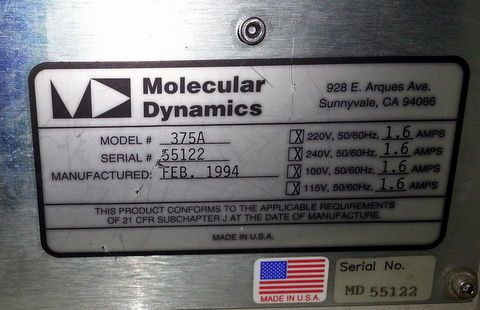 Molecular
Dynamics
928 E. Arques Ave.
Sunnyvale, CA 94086
MODEL # 375A
SERIAL # 55122
MANUFACTURED: FEB. 1994
X 220V, 50/60Hz, 1.6 AMPS
X 240V, 50/60Hz, 1.6 AMPS
X 100V, 50/60Hz, 1.6 AMPS
X 115V, 50/60Hz, 1.6 AMPS
THIS PRODUCT CONFORMS TO THE APPLICABLE REQUIREMENTS
OF 21 CFR SUBCHAPTER J AT THE DATE OF MANUFACTURE.
MADE IN U.S.A.
MADE IN U.S.A.
Serial No.
MD 55122